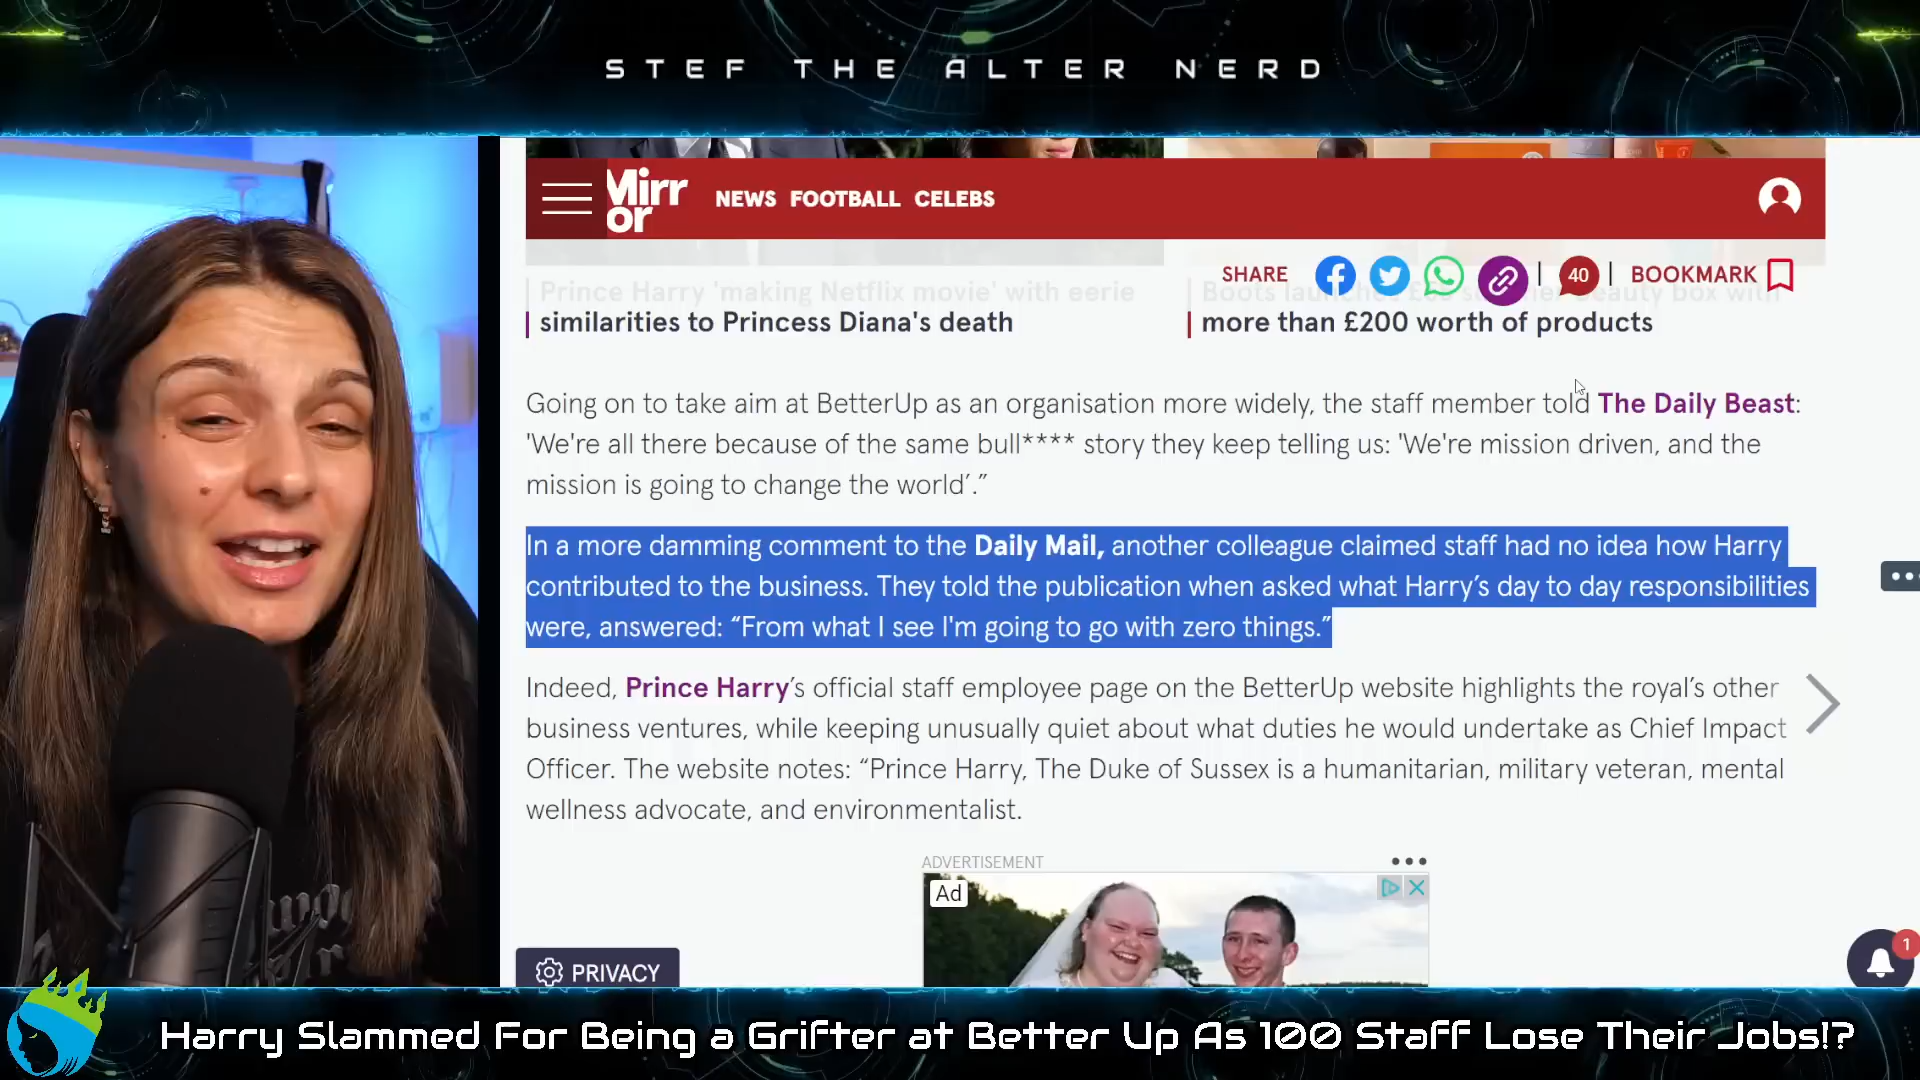 STEF THE ALTER NERD
Mirr
or
NEWS FOOTBALL CELEBS
SHARE
40
BOOKMARK
Prince Harry 'making Netflix movie' with eerie
similarities to Princess Diana's death
more than £200 worth of products
Going on to take aim at BetterUp as an organisation more widely, the staff member told The Daily Beast:
'We're all there because of the same bull**** story they keep telling us: 'We're mission driven, and the
mission is going to change the world'.”
In a more damming comment to the Daily Mail, another colleague claimed staff had no idea how Harry
contributed to the business. They told the publication when asked what Harry's day to day responsibilities
were, answered: “From what I see I'm going to go with zero things.”
Indeed, Prince Harry's official staff employee page on the BetterUp website highlights the royal's other
business ventures, while keeping unusually quiet about what duties he would undertake as Chief Impact
Officer. The website notes: “Prince Harry, The Duke of Sussex is a humanitarian, military veteran, mental
wellness advocate, and environmentalist.
ADVERTISEMENT
Ad
PRIVACY
1
Harry Slammed For Being a Grifter at Better Up As 100 Staff Lose Their Jobs!?